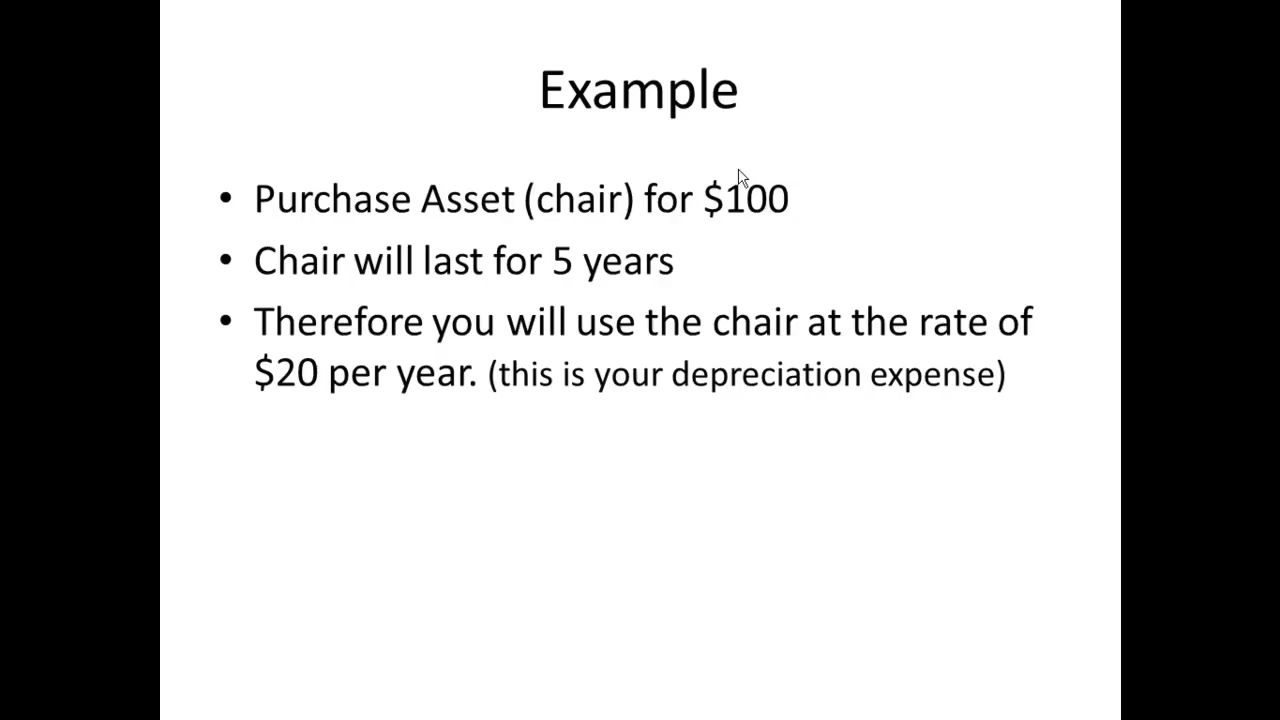 Example
• Purchase Asset (chair) for $100
• Chair will last for 5 years
• Therefore you will use the chair at the rate of
$20 per year. (this is your depreciation expense)